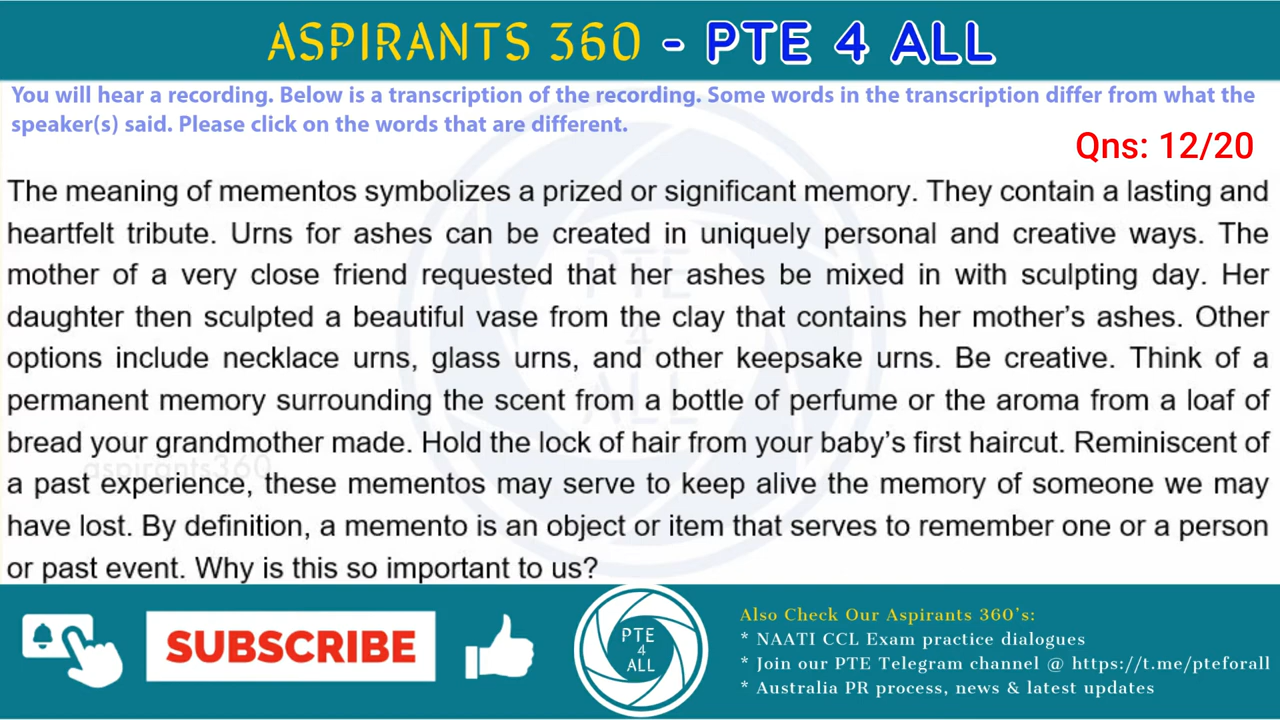 ASPIRANTS 360 - PTE 4 ALL
You will hear a recording. Below is a transcription of the recording. Some words in the transcription differ from what the
speaker(s) said. Please click on the words that are different.
Qns: 12/20
The meaning of mementos symbolizes a prized or significant memory. They contain a lasting and
heartfelt tribute. Urns for ashes can be created in uniquely personal and creative ways. The
mother of a very close friend requested that her ashes be mixed in with sculpting day. Her
daughter then sculpted a beautiful vase from the clay that contains her mother's ashes. Other
options include necklace urns, glass urns, and other keepsake urns. Be creative. Think of a
permanent memory surrounding the scent from a bottle of perfume or the aroma from a loaf of
bread your grandmother made. Hold the lock of hair from your baby's first haircut. Reminiscent of
a past experience, these mementos may serve to keep alive the memory of someone we may
have lost. By definition, a memento is an object or item that serves to remember one or a person
or past event. Why is this so important to us?
PTE
4
ALL
aspirants360
SUBSCRIBE
PTE
4
ALL
Also Check Our Aspirants 360's:
* NAATI CCL Exam practice dialogues
* Join our PTE Telegram channel @ https://t.me/pteforall
* Australia PR process, news & latest updates